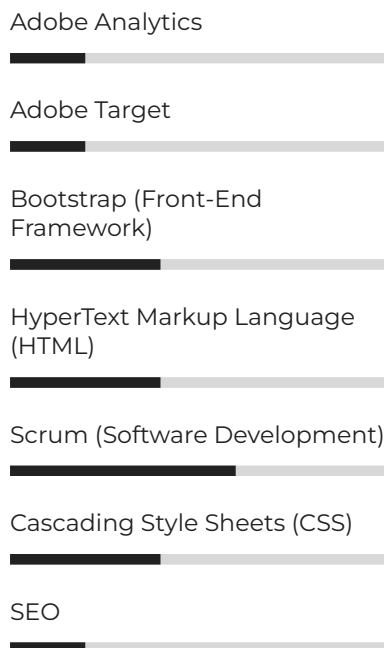 Adobe Analytics
Adobe Target
Bootstrap (Front-End
Framework)
HyperText Markup Language
(HTML)
Scrum (Software Development)
Cascading Style Sheets (CSS)
SEO